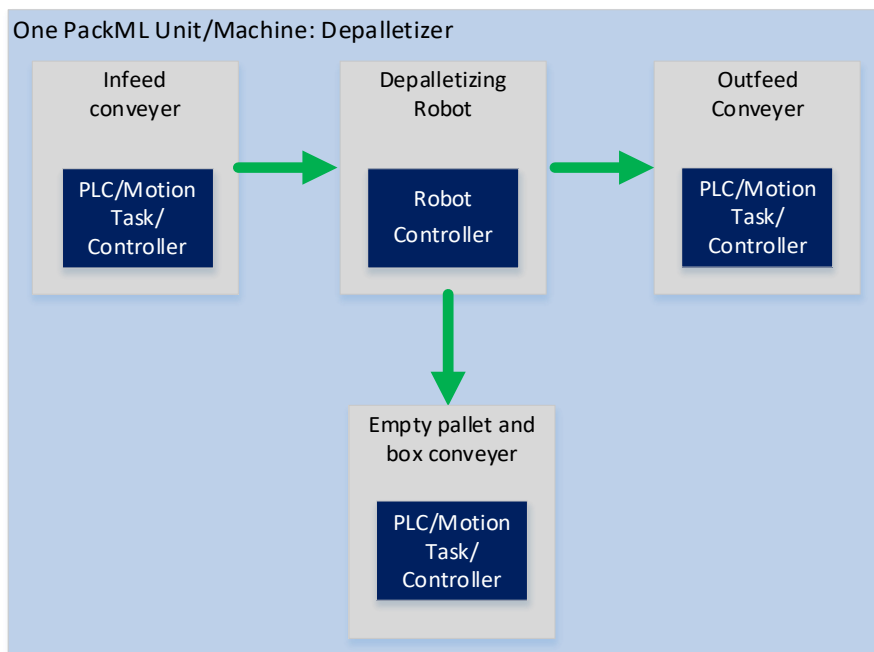 One PackML Unit/Machine: Depalletizer
Infeed
conveyer
PLC/Motion
Task/
Controller
Depalletizing
Robot
Robot
Controller
Outfeed
Conveyer
PLC/Motion
Task/
Controller
Empty pallet and
box conveyer
PLC/Motion
Task/
Controller